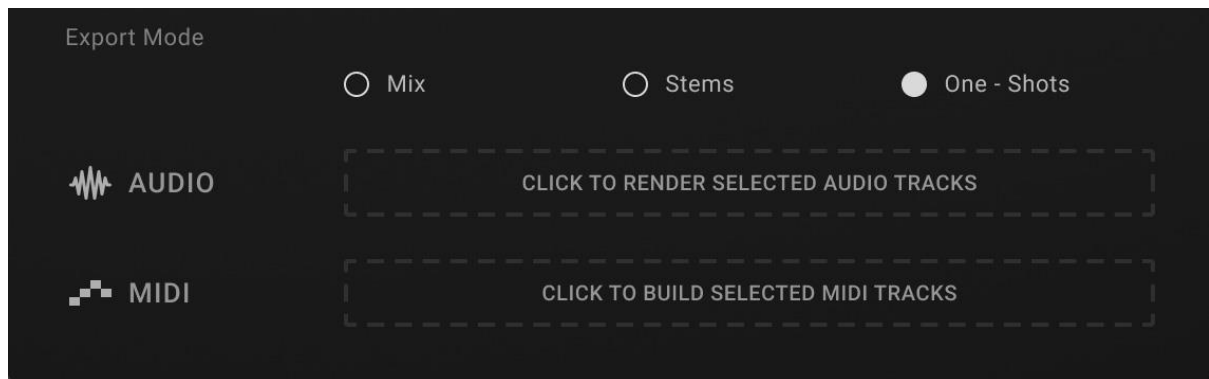 Export Mode
Mix Stems One - Shots
AUDIO CLICK TO RENDER SELECTED AUDIO TRACKS
MIDI CLICK TO BUILD SELECTED MIDI TRACKS